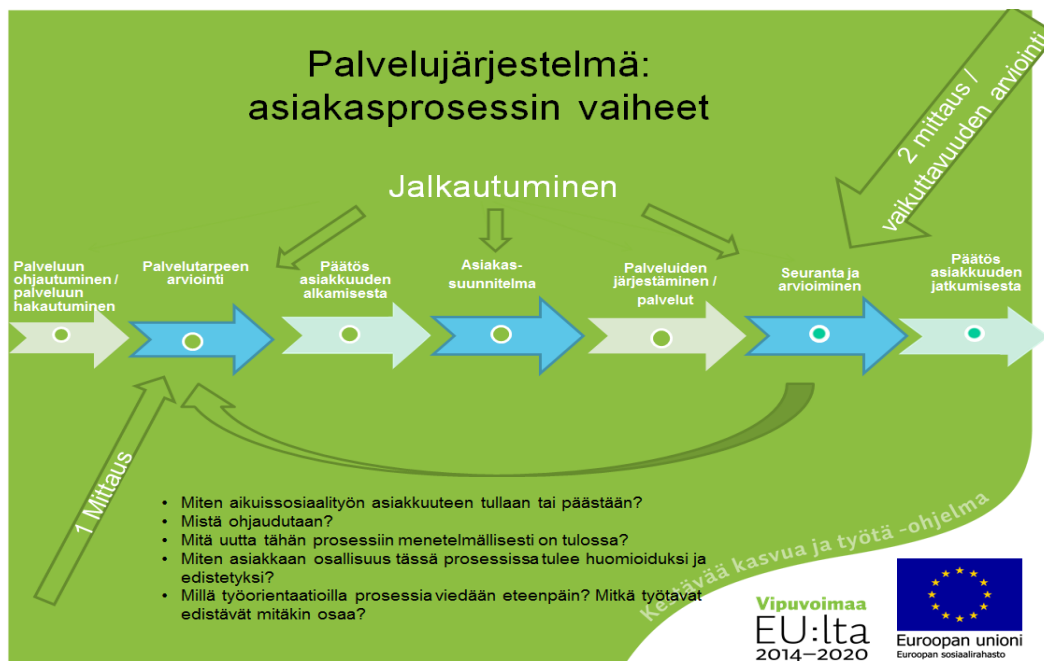 Palvelujärjestelmä:
asiakasprosessin vaiheet
2 mittaus /
vaikuttavuuden arviointi
Jalkautuminen
Palveluun
ohjautuminen /
palveluun
hakautuminen
Palvelutarpeen
arviointi
Päätös
asiakkuuden
alkamisesta
Asiakas-
suunnitelma
Palveluiden
järjestäminen /
palvelut
Seuranta ja
arvioiminen
Päätös
asiakkuuden
jatkumisesta
1 Mittaus
• Miten aikuissosiaalityön asiakkuuteen tullaan tai päästään?
• Mistä ohjaudutaan?
• Mitä uutta tähän prosessiin menetelmällisesti on tulossa?
• Miten asiakkaan osallisuus tässä prosessissa tulee huomioiduksi ja
edistetyksi?
• Millä työorientaatioilla prosessia viedään eteenpäin? Mitkä työtavat
edistävät mitäkin osaa?
Kestävää kasvua ja työtä -ohjelma
Vipuvoimaa
EU:lta
2014–2020
Euroopan unioni
Euroopan sosiaalirahasto